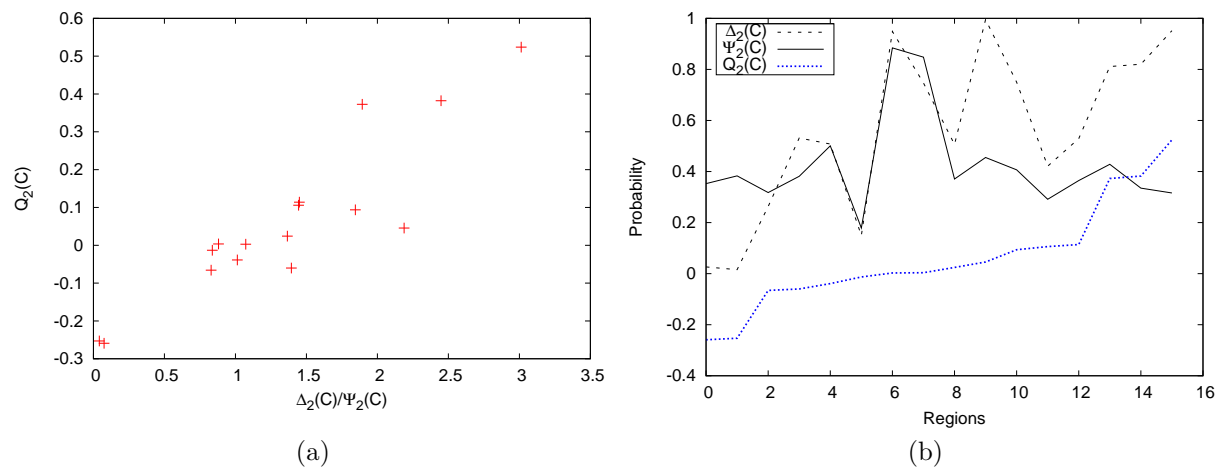 0.6
0.5
0.4
0.3
0.2
0.1
0
-0.1
-0.2
-0.3
Q₂(C)
0 0.5 1 1.5 2 2.5 3 3.5
Δ₂(C)/Ψ₂(C)
(a)
1
0.8
0.6
0.4
0.2
0
-0.2
-0.4
Probability
Δ₂(C)
Ψ₂(C)
Q₂(C)
0 2 4 6 8 10 12 14 16
Regions
(b)